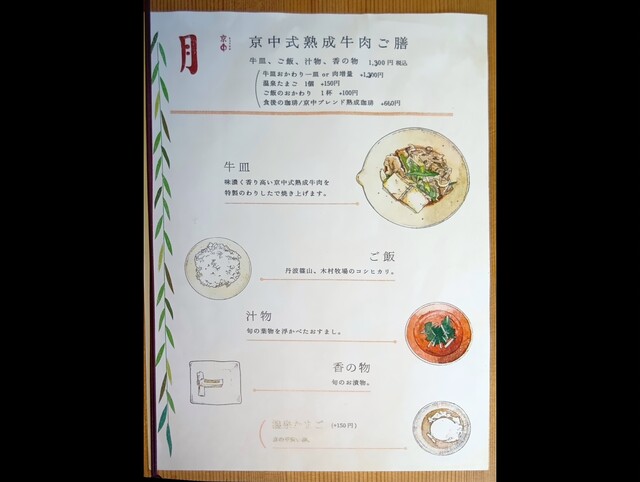 月
京中
京中式熟成牛肉ご膳
牛皿、ご飯、汁物、香の物 1,300円 税込
牛皿おかわり一皿 or 肉増量 +1,300円
温泉たまご 1個 +150円
ご飯のおかわり 1杯 +100円
食後の珈琲/京中ブレンド熟成珈琲 +660円
牛皿
味濃く香り高い京中式熟成牛肉を
特製のわりしたで焼き上げます。
ご飯
丹波篠山、木村牧場のコシヒカリ。
汁物
旬の葉物を浮かべたおすまし。
香の物
旬のお漬物。
温泉たまご (+150円)